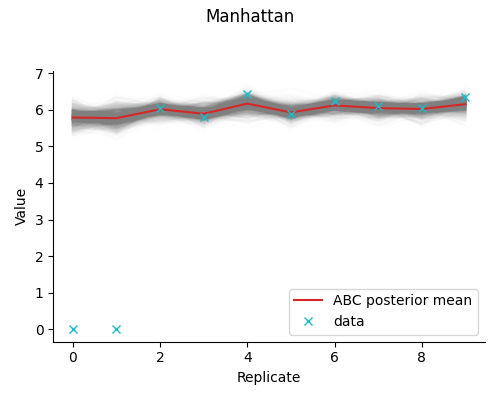 Manhattan
7
6
5
4
3
2
1
0
Value
ABC posterior mean
data
0 2 4 6 8
Replicate